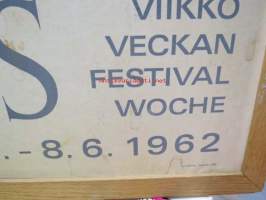 VIIKKO
VECKAN
S FESTIVAL
WOCHE
. - 8. 6. 1962